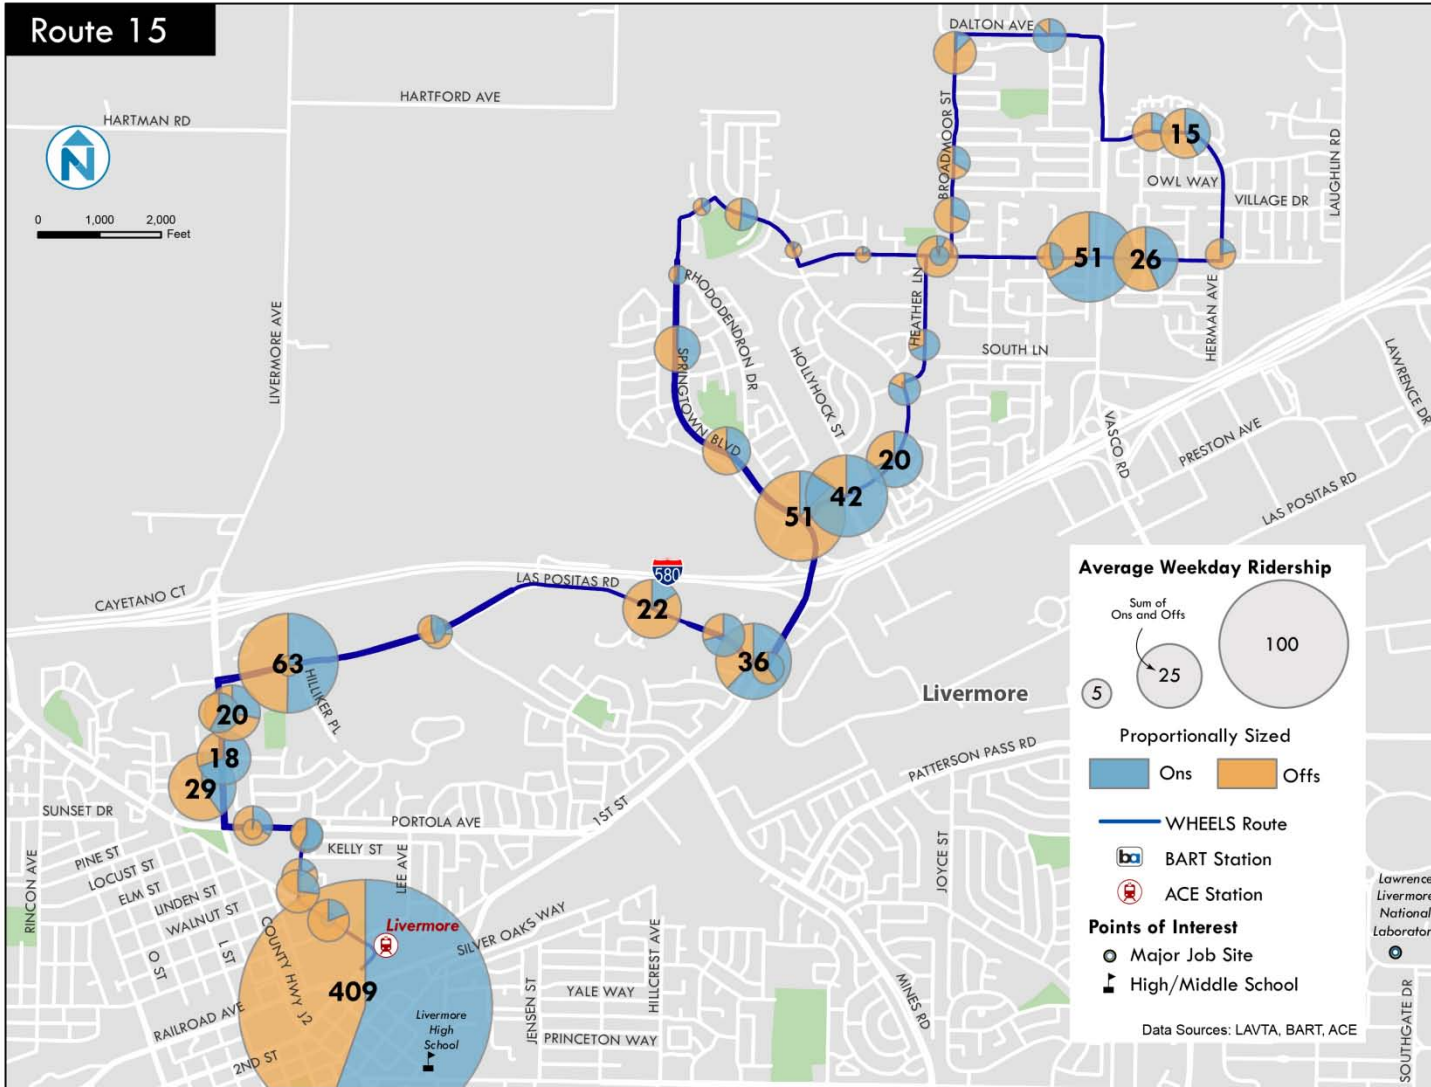 Route 15
DALTON AVE
HARTFORD AVE
HARTMAN RD
N
0 1,000 2,000
Feet
BROADMOOR ST
15
OWL WAY
VILLAGE DR
LAUGHLIN RD
51
26
HERMAN AVE
HEATHER LN
SOUTH LN
RHODODENDRON DR
HOLLYHOCK ST
SPRINGTOWN BLVD
LIVERMORE AVE
LAWRENCE DR
VASCO RD
PRESTON AVE
LAS POSITAS RD
20
42
51
580
LAS POSITAS RD
CAYETANO CT
22
36
63
HILLIKER PL
20
18
29
Livermore
PATTERSON PASS RD
SUNSET DR
PORTOLA AVE
1ST ST
KELLY ST
LEE AVE
JOYCE ST
RINCON AVE
PINE ST
LOCUST ST
ELM ST
LINDEN ST
WALNUT ST
O ST
L ST
COUNTY HWY J2
RAILROAD AVE
2ND ST
Livermore
SILVER OAKS WAY
409
Livermore
High
School
JENSEN ST
YALE WAY
PRINCETON WAY
HILLCREST AVE
MINES RD
Average Weekday Ridership
Sum of
Ons and Offs
5
25
100
Proportionally Sized
Ons
Offs
WHEELS Route
ba BART Station
ACE Station
Points of Interest
Major Job Site
High/Middle School
Data Sources: LAVTA, BART, ACE
Lawrence
Livermore
National
Laborator
SOUTHGATE DR